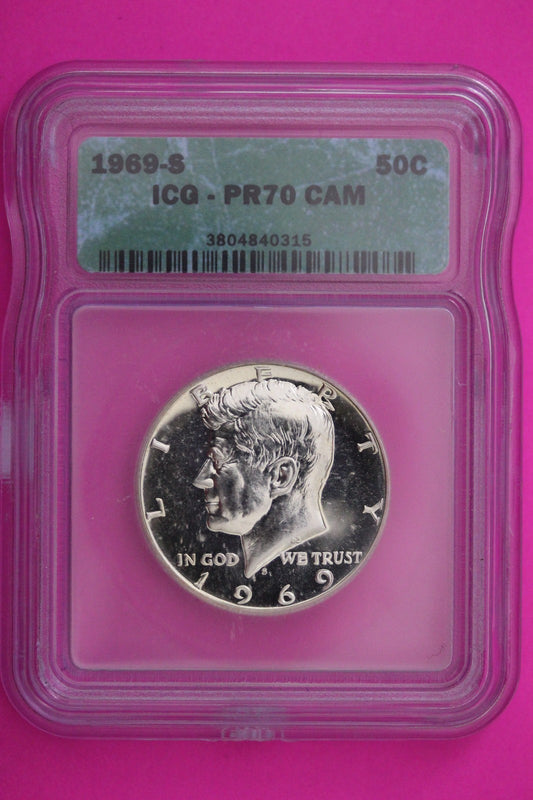 1969-S 50C
ICG - PR70 CAM
3804840315
LIBERTY
IN GOD WE TRUST
S
1969